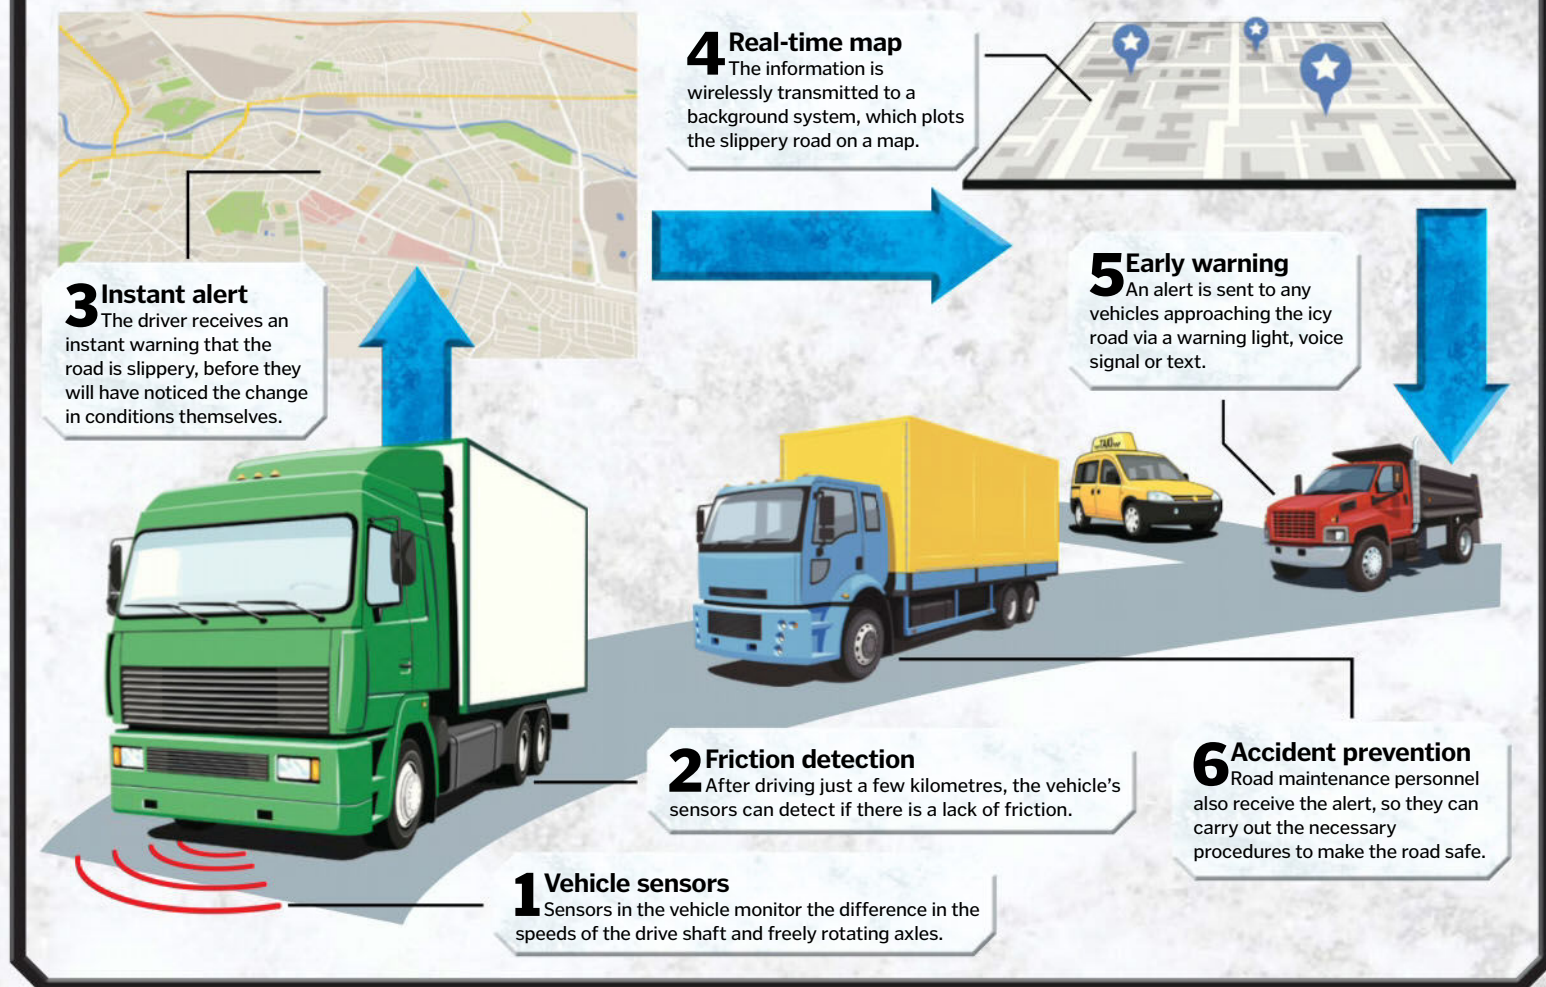 4 Real-time map
The information is
wirelessly transmitted to a
background system, which plots
the slippery road on a map.
3 Instant alert
The driver receives an
instant warning that the
road is slippery, before they
will have noticed the change
in conditions themselves.
5 Early warning
An alert is sent to any
vehicles approaching the icy
road via a warning light, voice
signal or text.
TAXI
2 Friction detection
After driving just a few kilometres, the vehicle's
sensors can detect if there is a lack of friction.
6 Accident prevention
Road maintenance personnel
also receive the alert, so they can
carry out the necessary
procedures to make the road safe.
1 Vehicle sensors
Sensors in the vehicle monitor the difference in the
speeds of the drive shaft and freely rotating axles.